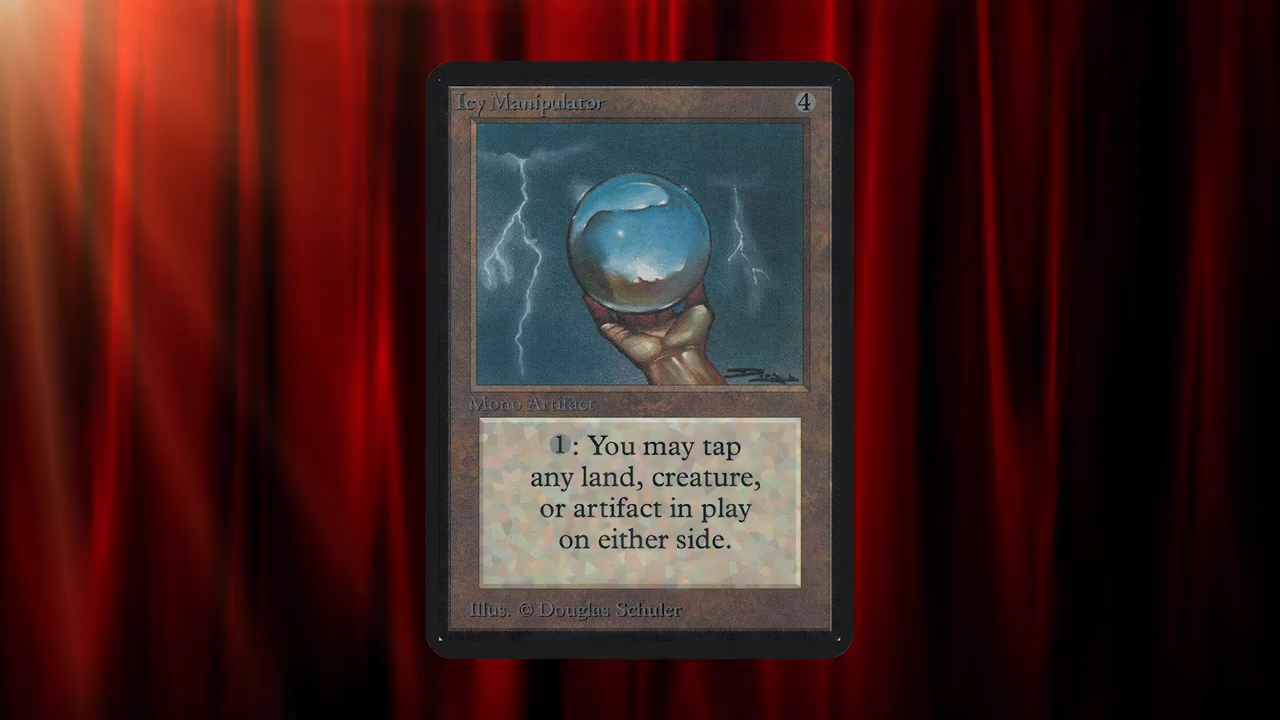 Icy Manipulator 4
Mono Artifact
1: You may tap
any land, creature,
or artifact in play
on either side.
Illus. © Douglas Schuler